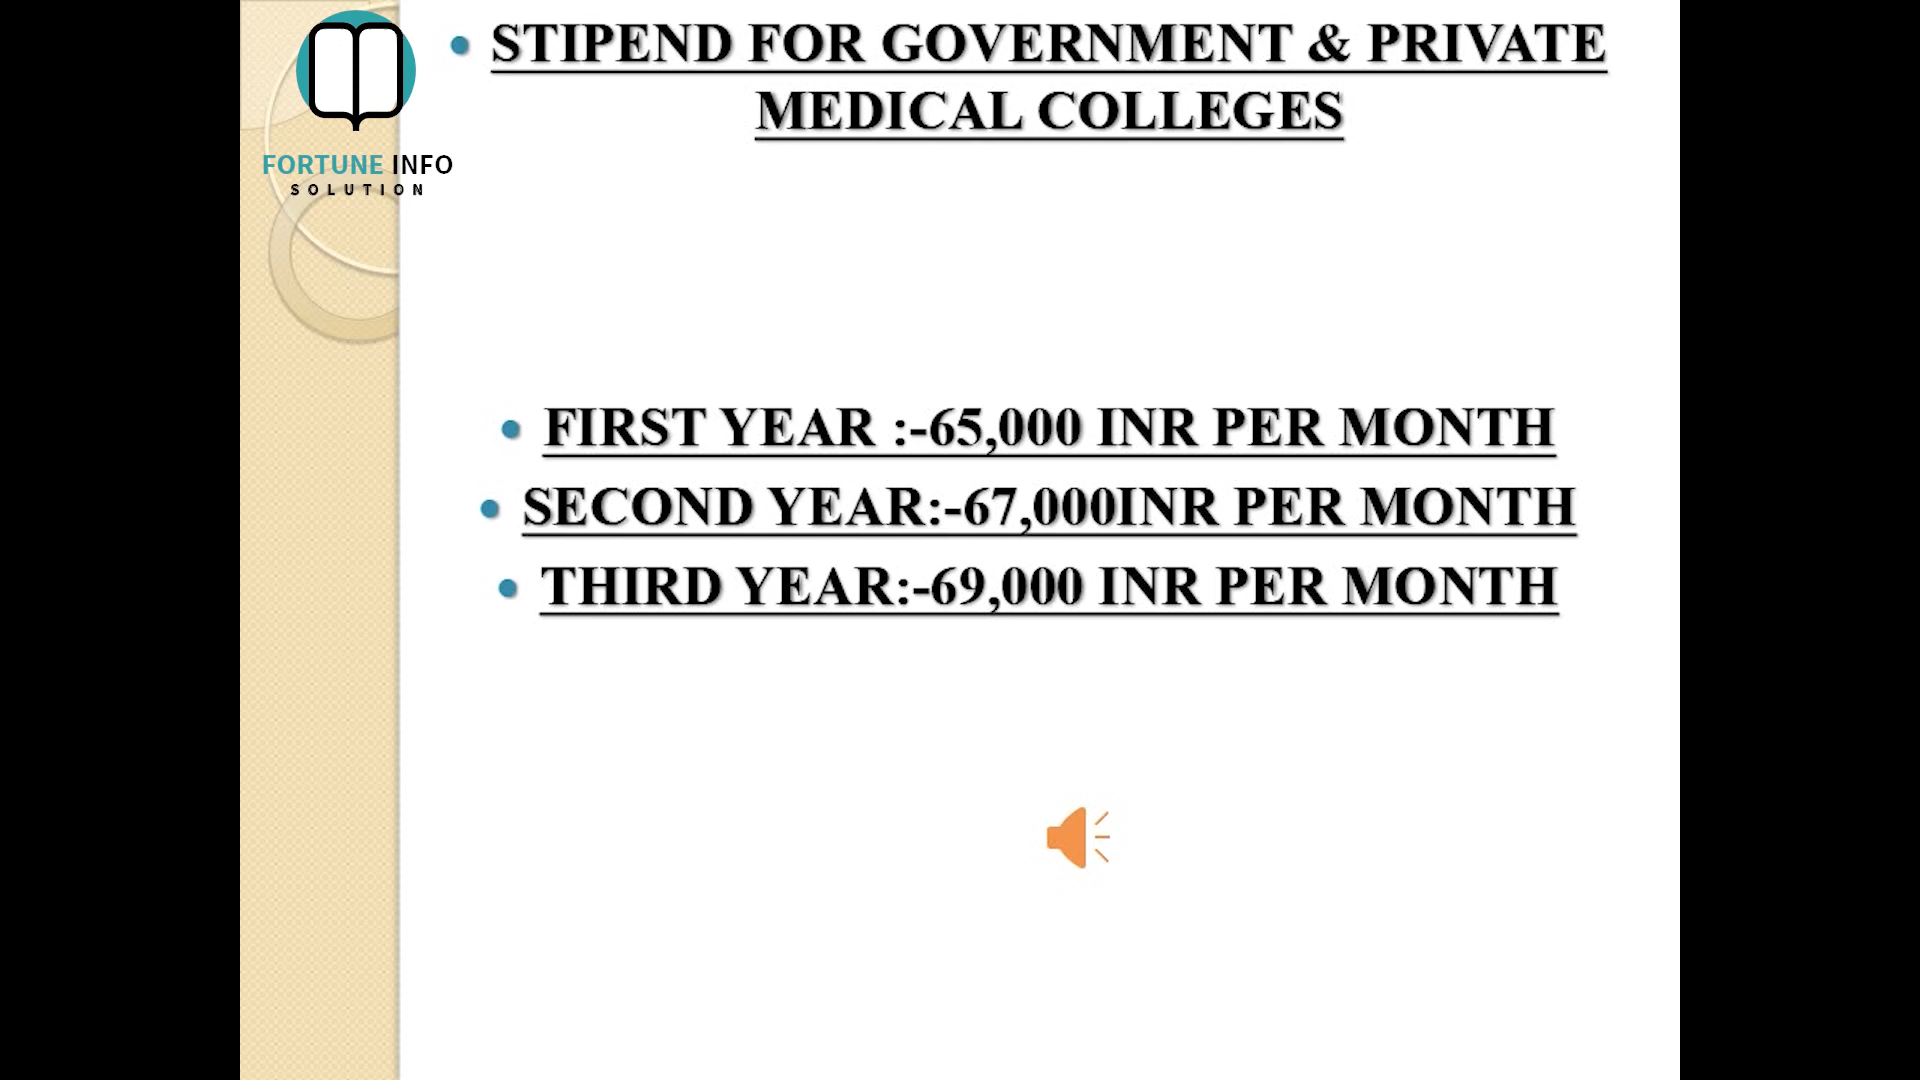 STIPEND FOR GOVERNMENT & PRIVATE
MEDICAL COLLEGES
FORTUNE INFO
SOLUTION
FIRST YEAR :-65,000 INR PER MONTH
SECOND YEAR:-67,000INR PER MONTH
THIRD YEAR:-69,000 INR PER MONTH